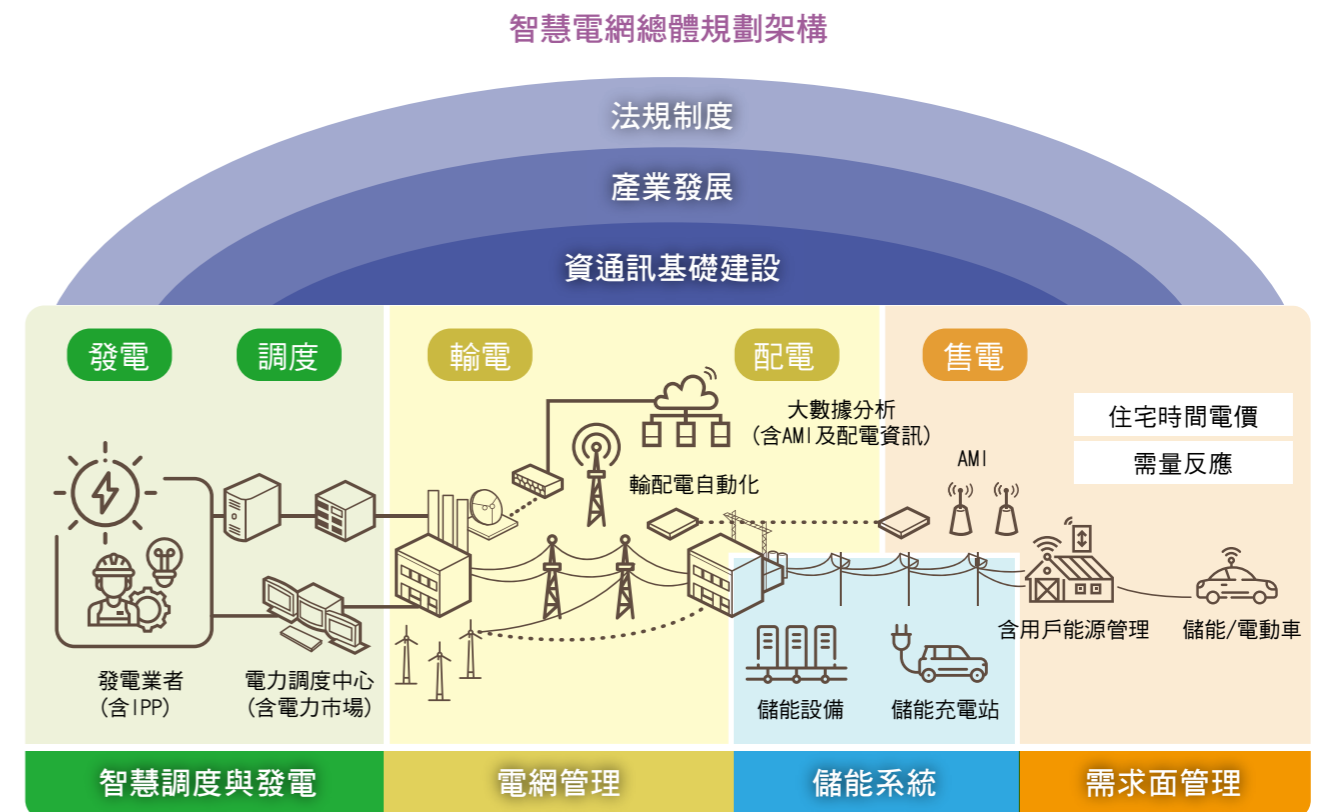 智慧電網總體規劃架構
法規制度
產業發展
資通訊基礎建設
發電
調度
輸電
配電
售電
大數據分析
(含AMI及配電資訊)
住宅時間電價
需量反應
AMI
輸配電自動化
含用戶能源管理
儲能/電動車
發電業者
(含IPP)
電力調度中心
(含電力市場)
儲能設備
儲能充電站
智慧調度與發電
電網管理
儲能系統
需求面管理